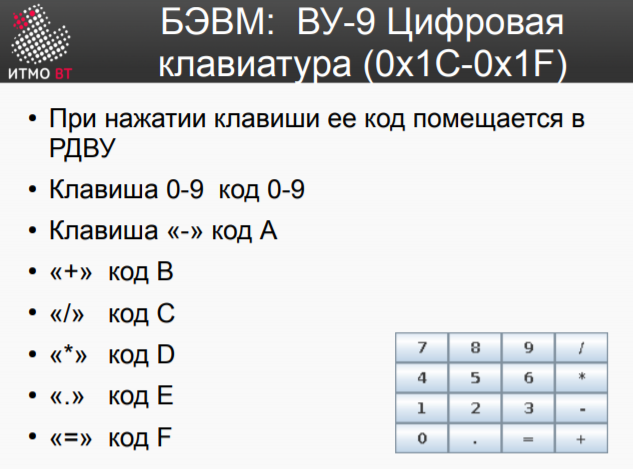 БЭВМ: ВУ-9 Цифровая
клавиатура (0x1C-0x1F)
ИТМО ВТ
• При нажатии клавиши ее код помещается в
РДВУ
• Клавиша 0-9 код 0-9
• Клавиша «-» код A
• «+» код B
• «/» код C
• «*» код D
• «.» код E
• «=» код F
7 8 9 /
4 5 6 *
1 2 3 -
0 . = +